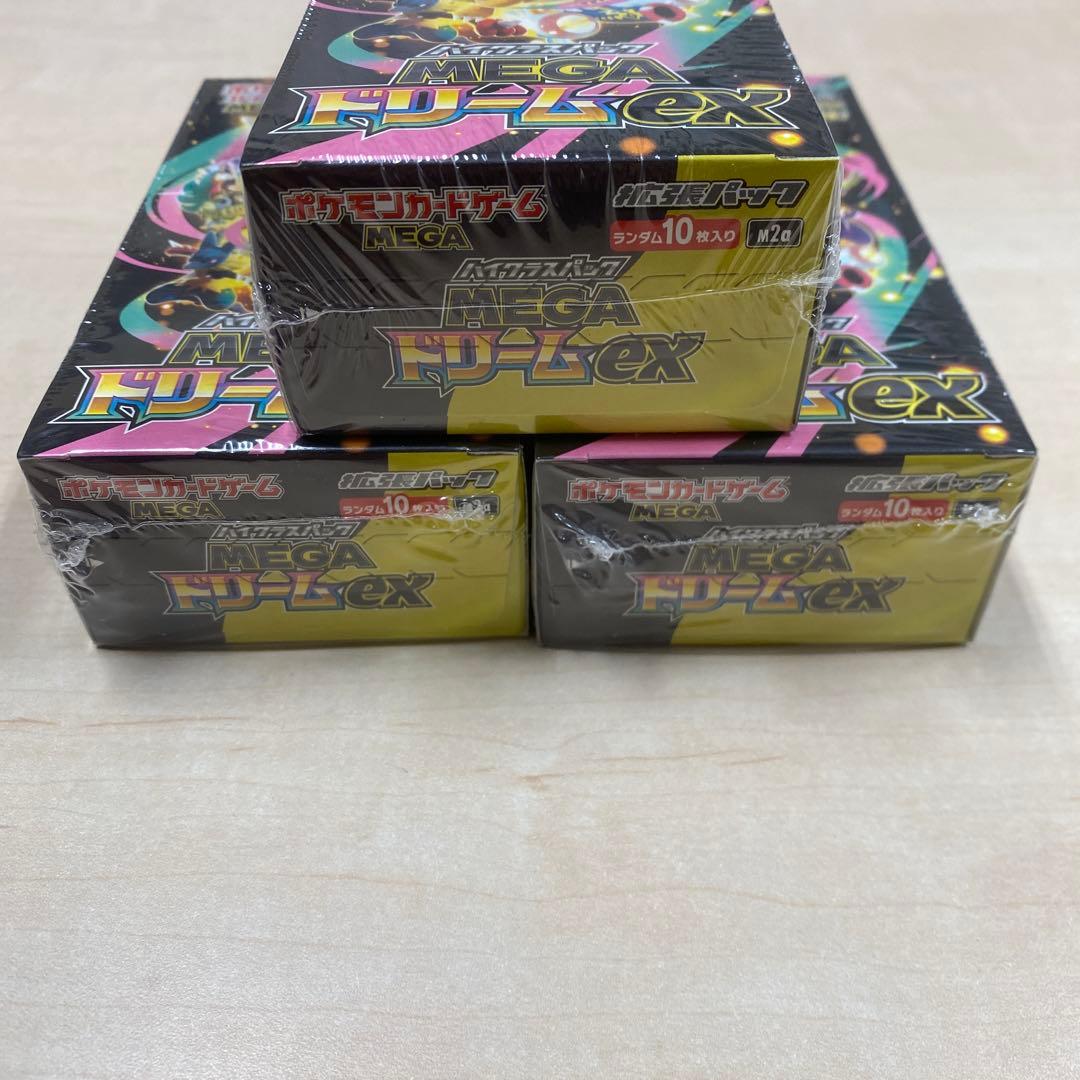 ハイクラスパック
MEGA
ドリームex
ポケモンカードゲーム
MEGA
拡張パック
ランダム10枚入り
M2a
ハイクラスパック
MEGA
ドリームex
ドリーム
ex
ポケモンカードゲーム
MEGA
拡張パック
ランダム10枚入り
ハイクラスパック
MEGA
ドリームex
ポケモンカードゲーム
MEGA
拡張パック
ランダム10枚入り
ハイクラスパック
MEGA
ドリームex